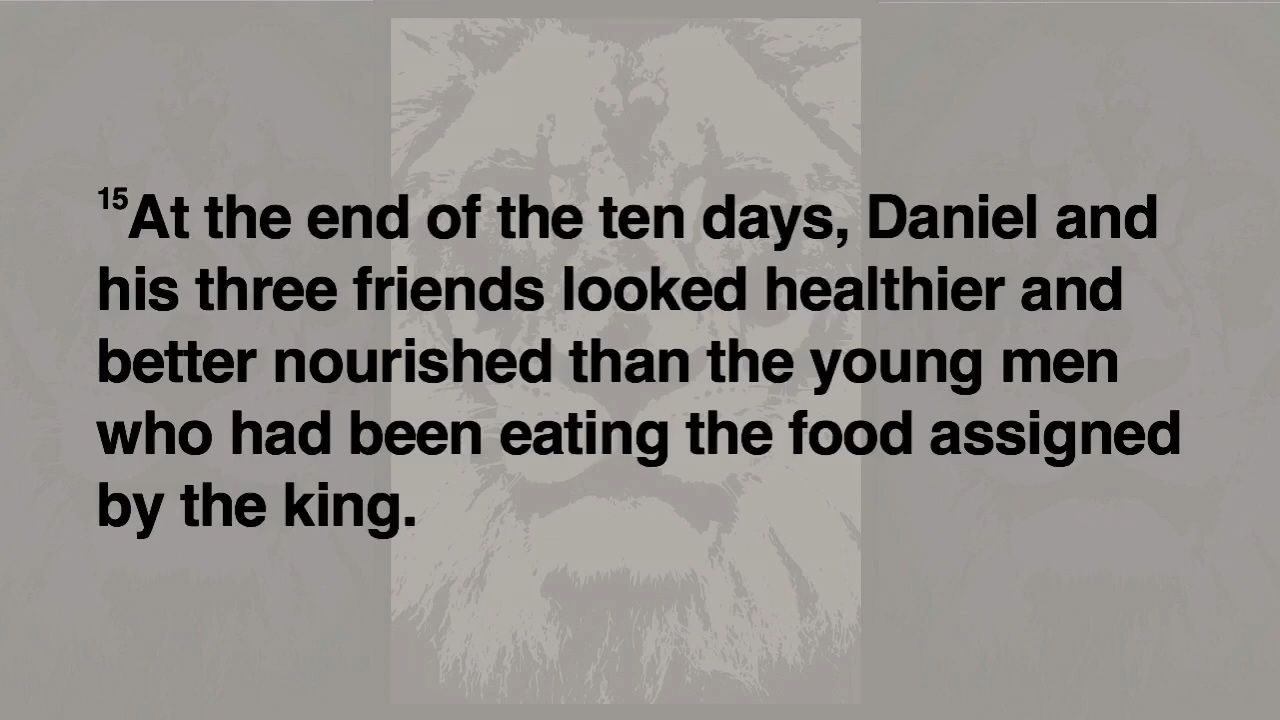 15At the end of the ten days, Daniel and
his three friends looked healthier and
better nourished than the young men
who had been eating the food assigned
by the king.